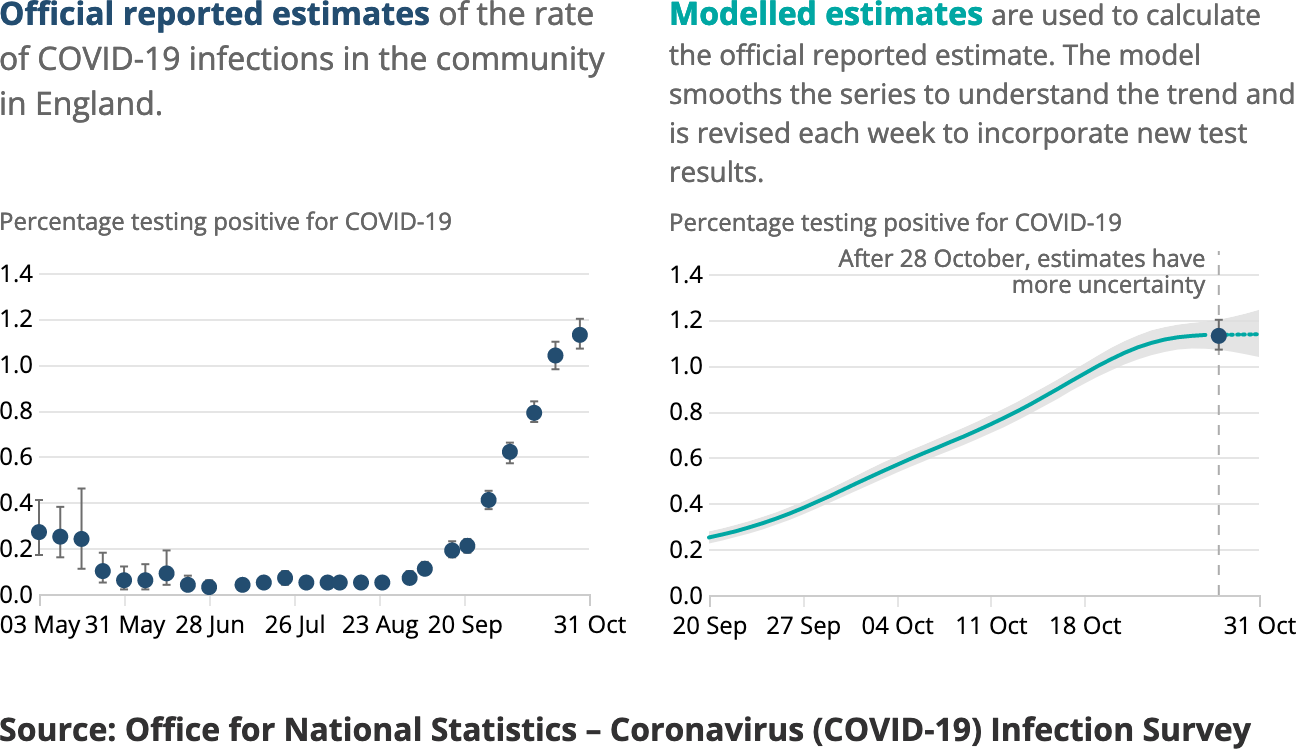 Official reported estimates of the rate
of COVID-19 infections in the community
in England.
Percentage testing positive for COVID-19
1.4
1.2
1.0
0.8
0.6
0.4
0.2
0.0
03 May 31 May 28 Jun 26 Jul 23 Aug 20 Sep 31 Oct
Modelled estimates are used to calculate
the official reported estimate. The model
smooths the series to understand the trend and
is revised each week to incorporate new test
results.
Percentage testing positive for COVID-19
After 28 October, estimates have
more uncertainty
1.4
1.2
1.0
0.8
0.6
0.4
0.2
0.0
20 Sep 27 Sep 04 Oct 11 Oct 18 Oct 31 Oct
Source: Office for National Statistics – Coronavirus (COVID-19) Infection Survey